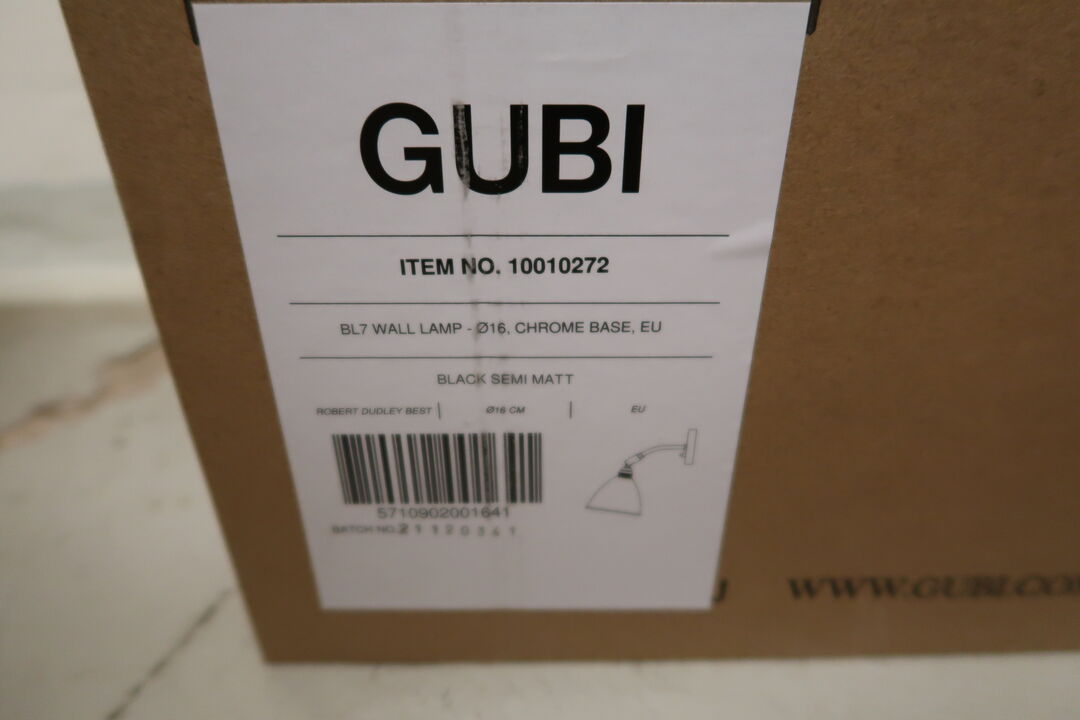 GUBI
ITEM NO. 10010272
BL7 WALL LAMP - Ø16, CHROME BASE, EU
BLACK SEMI MATT
ROBERT DUDLEY BEST | Ø16 CM | EU
5710902001641
BATCH NO. 21120341
WWW.GUBI.CO